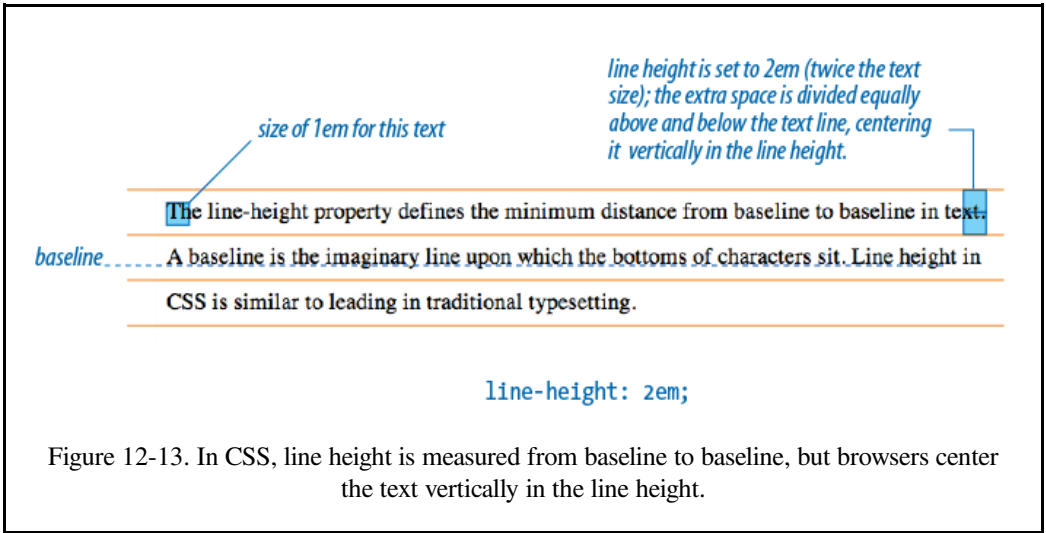 line height is set to 2em (twice the text
size); the extra space is divided equally
above and below the text line, centering
it vertically in the line height.
size of 1em for this text
The line-height property defines the minimum distance from baseline to baseline in text.
baseline
A baseline is the imaginary line upon which the bottoms of characters sit. Line height in
CSS is similar to leading in traditional typesetting.
line-height: 2em;
Figure 12-13. In CSS, line height is measured from baseline to baseline, but browsers center
the text vertically in the line height.